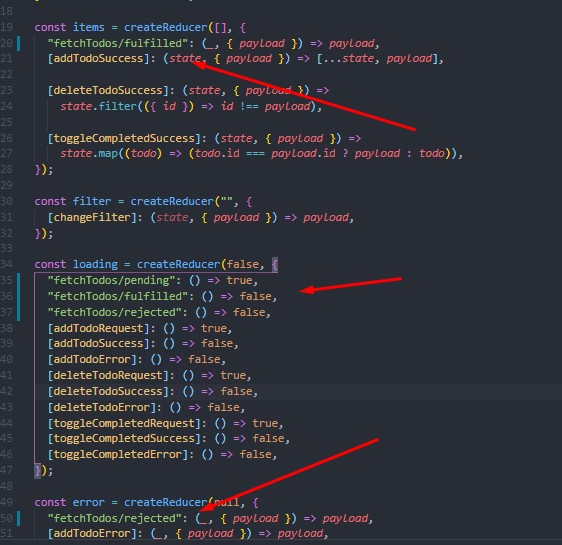 18
19 const items = createReducer([], {
20 "fetchTodos/fulfilled": (_, { payload }) => payload,
21 [addTodoSuccess]: (state, { payload }) => [...state, payload],
22
23 [deleteTodoSuccess]: (state, { payload }) =>
24 state.filter(({ id }) => id !== payload),
25
26 [toggleCompletedSuccess]: (state, { payload }) =>
27 state.map((todo) => (todo.id === payload.id ? payload : todo)),
28 });
29
30 const filter = createReducer("", {
31 [changeFilter]: (state, { payload }) => payload,
32 });
33
34 const loading = createReducer(false, {
35 "fetchTodos/pending": () => true,
36 "fetchTodos/fulfilled": () => false,
37 "fetchTodos/rejected": () => false,
38 [addTodoRequest]: () => true,
39 [addTodoSuccess]: () => false,
40 [addTodoError]: () => false,
41 [deleteTodoRequest]: () => true,
42 [deleteTodoSuccess]: () => false,
43 [deleteTodoError]: () => false,
44 [toggleCompletedRequest]: () => true,
45 [toggleCompletedSuccess]: () => false,
46 [toggleCompletedError]: () => false,
47 });
48
49 const error = createReducer(null, {
50 "fetchTodos/rejected": (_, { payload }) => payload,
51 [addTodoError]: (_, { payload }) => payload,